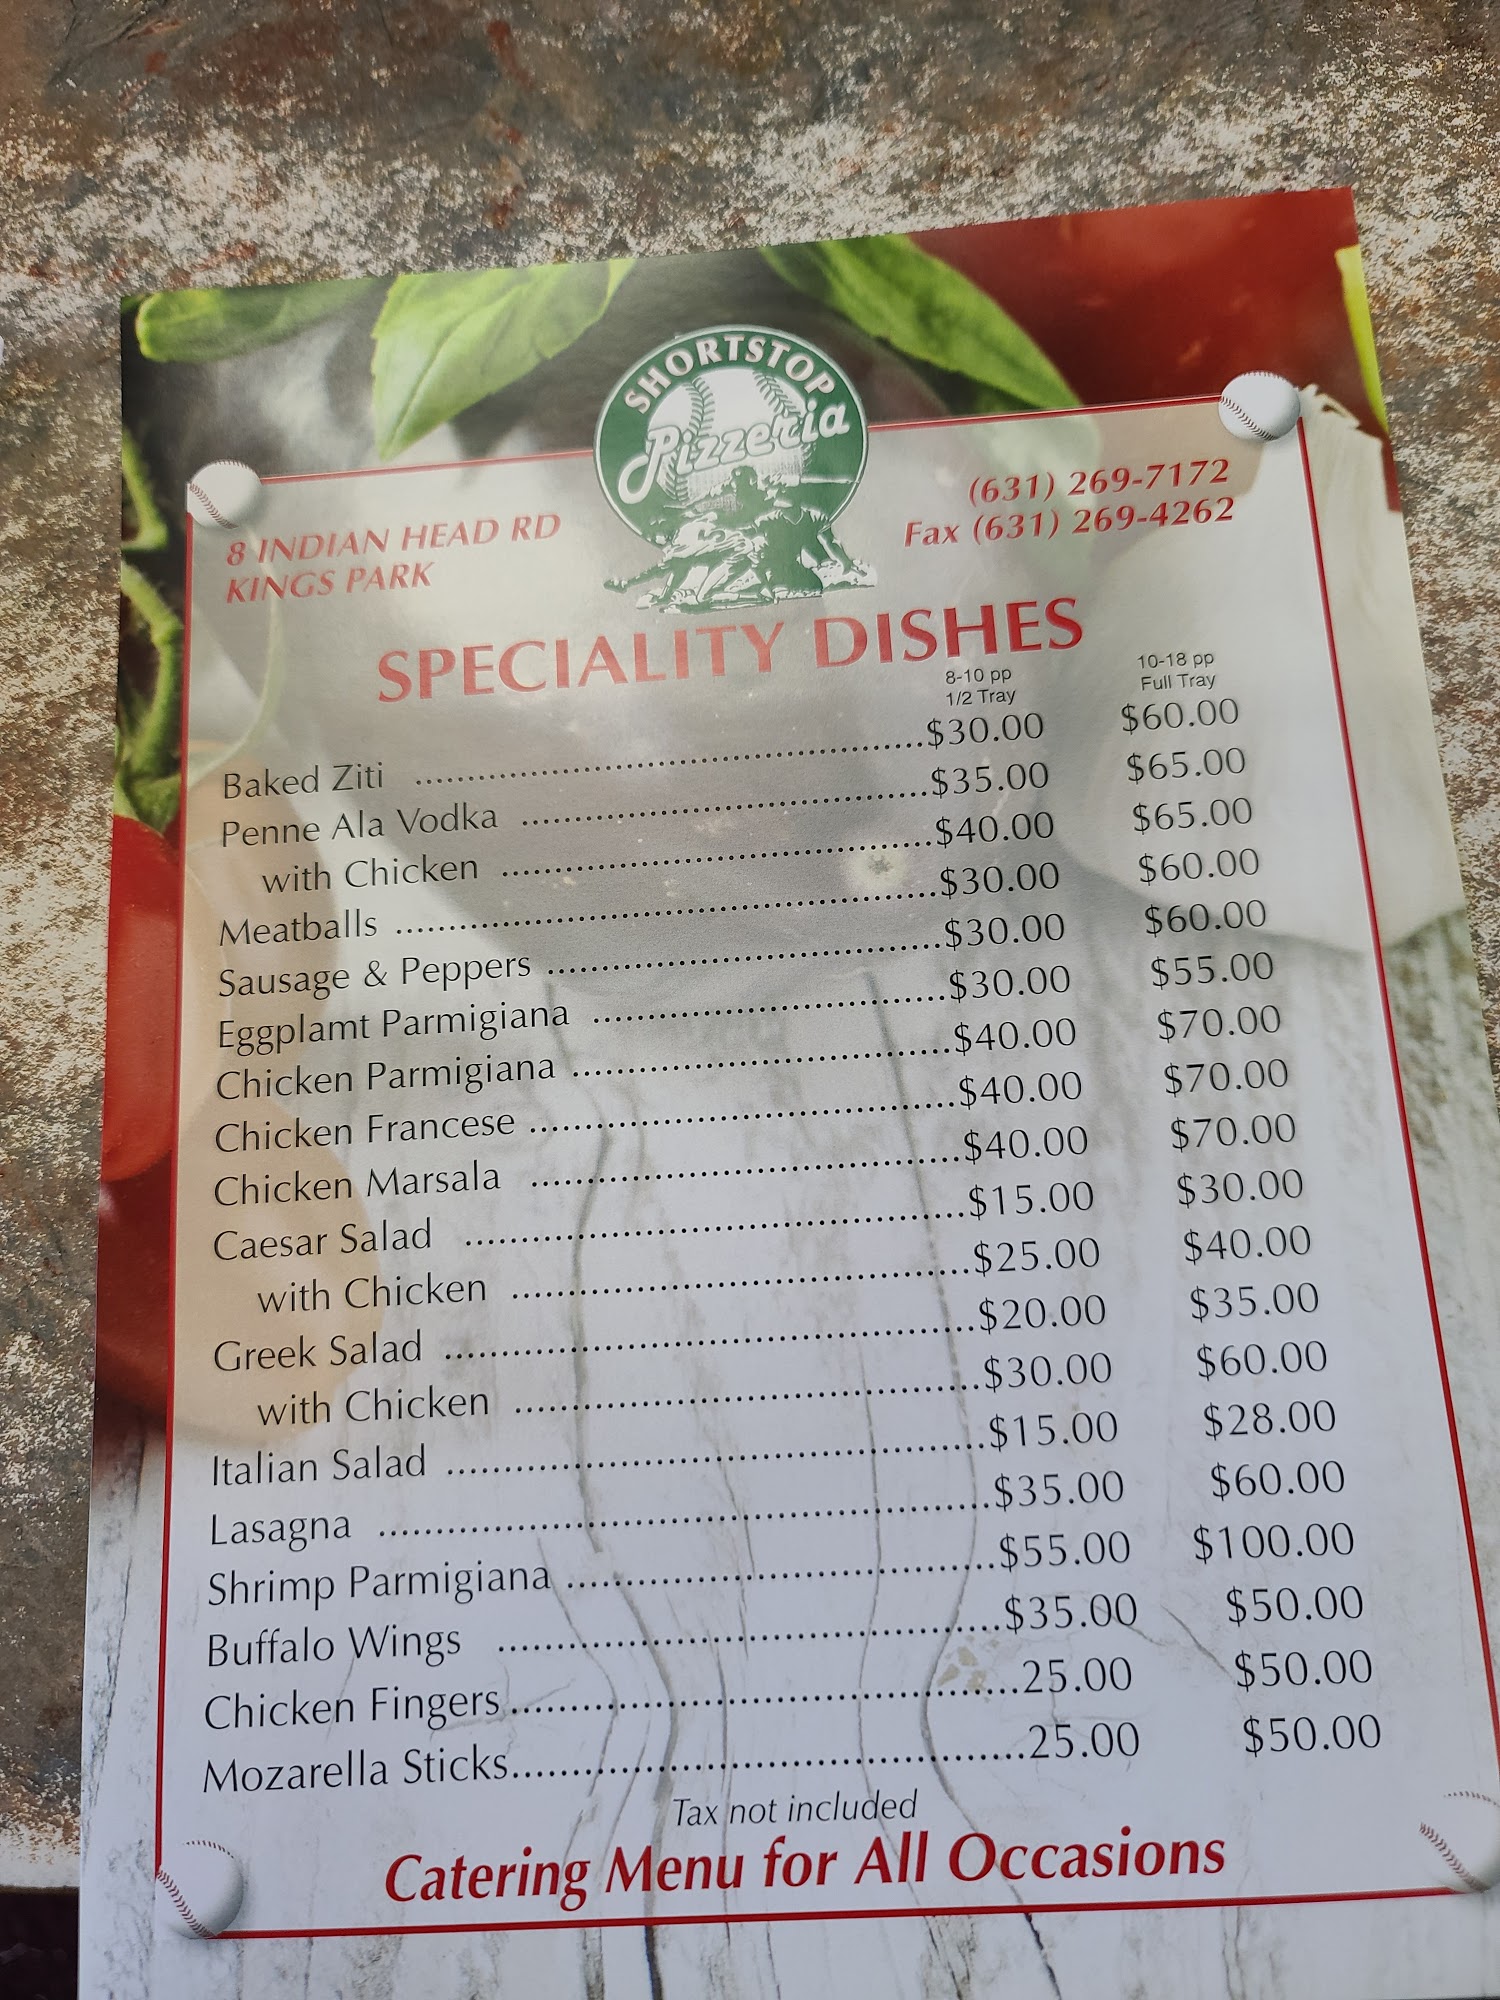 SHORTSTOP
Pizzeria
8 INDIAN HEAD RD
KINGS PARK
(631) 269-7172
Fax (631) 269-4262
SPECIALITY DISHES
8-10 pp 10-18 pp
1/2 Tray Full Tray
Baked Ziti ........ $30.00 $60.00
Penne Ala Vodka ........ $35.00 $65.00
with Chicken ........ $40.00 $65.00
Meatballs ........ $30.00 $60.00
Sausage & Peppers ........ $30.00 $60.00
Eggplamt Parmigiana ........ $30.00 $55.00
Chicken Parmigiana ........ $40.00 $70.00
Chicken Francese ........ $40.00 $70.00
Chicken Marsala ........ $40.00 $70.00
Caesar Salad ........ $15.00 $30.00
with Chicken ........ $25.00 $40.00
Greek Salad ........ $20.00 $35.00
with Chicken ........ $30.00 $60.00
Italian Salad ........ $15.00 $28.00
Lasagna ........ $35.00 $60.00
Shrimp Parmigiana ........ $55.00 $100.00
Buffalo Wings ........ $35.00 $50.00
Chicken Fingers ........ 25.00 $50.00
Mozarella Sticks ........ 25.00 $50.00
Tax not included
Catering Menu for All Occasions